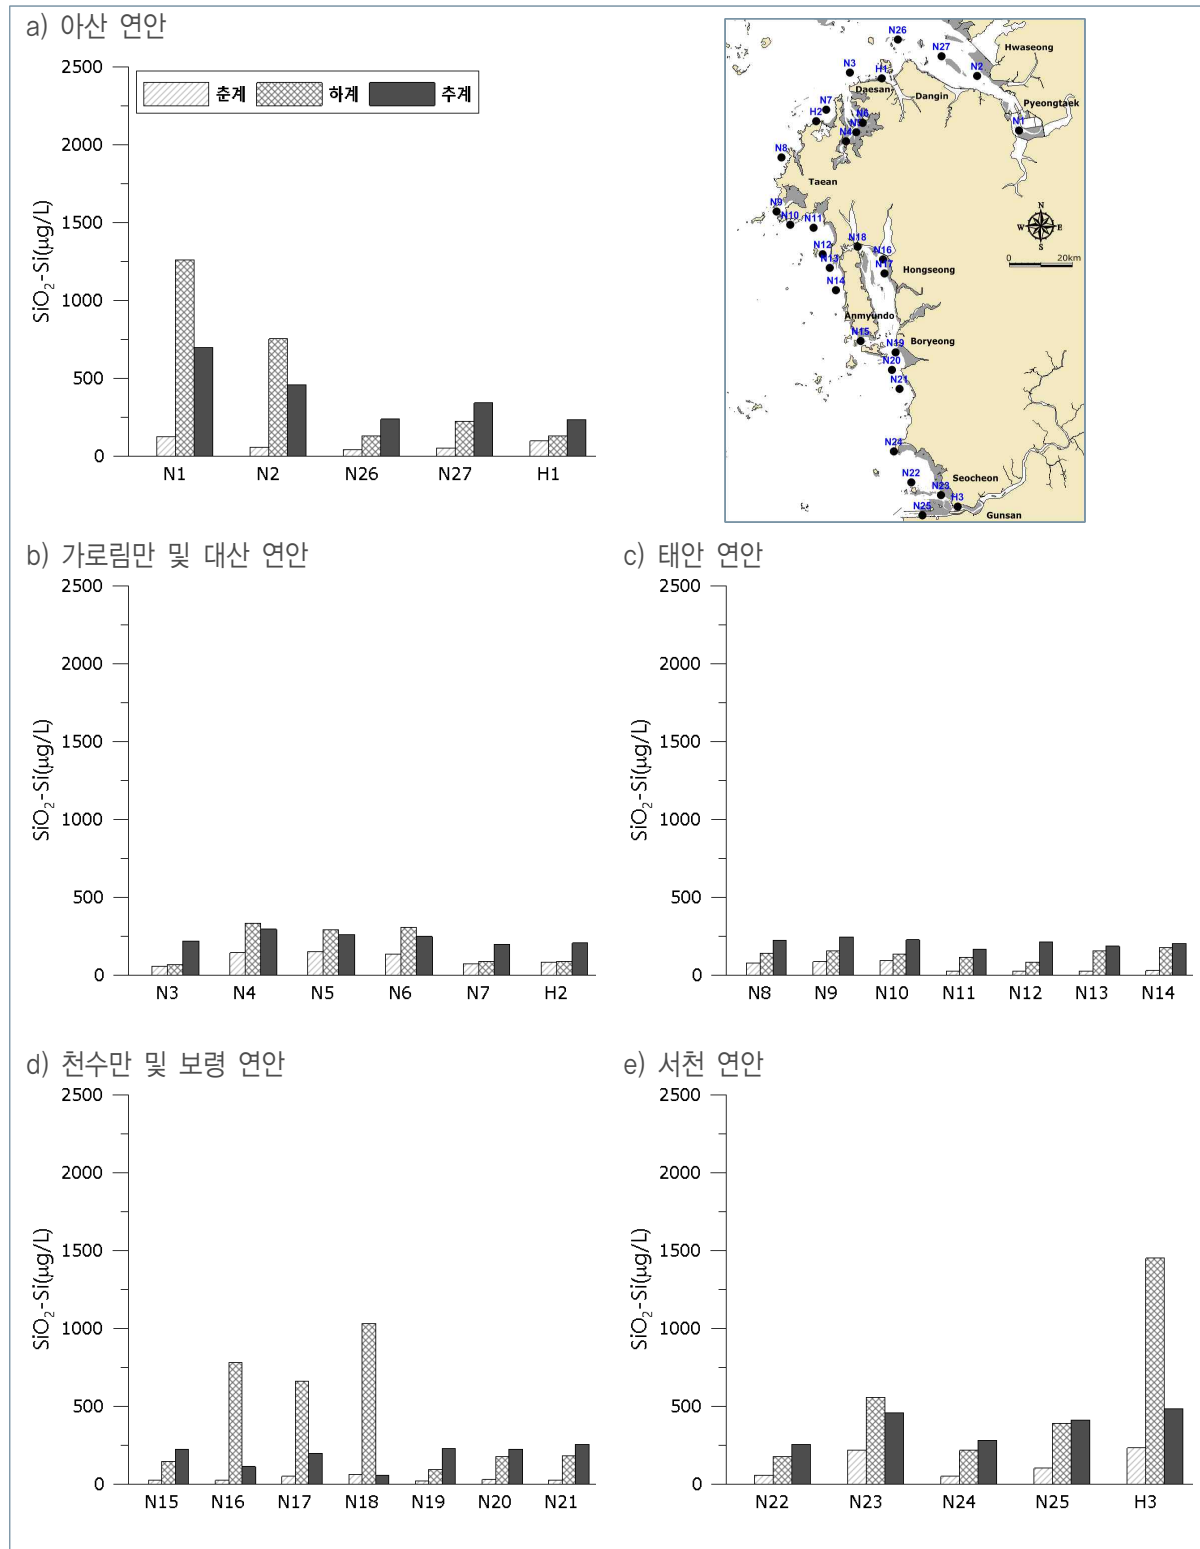 a) 아산 연안
2500
2000
1500
1000
500
0
SiO2-Si(μg/L)
춘계 하계 추계
N1 N2 N26 N27 H1
N26
N27
Hwaseong
N3
H1
N2
Daesan
Dangin
Pyeongtaek
N7
H2
N6
N5
N4
N1
N8
Taean
N9
N10
N11
N
W E
S
N18
N12
N16
N13
N17
Hongseong
0 20km
N14
Anmyundo
N15
N19
Boryeong
N20
N21
N24
N22
Seocheon
N23
H3
N25
Gunsan
b) 가로림만 및 대산 연안
2500
2000
1500
1000
500
0
SiO2-Si(μg/L)
N3 N4 N5 N6 N7 H2
c) 태안 연안
2500
2000
1500
1000
500
0
SiO2-Si(μg/L)
N8 N9 N10 N11 N12 N13 N14
d) 천수만 및 보령 연안
2500
2000
1500
1000
500
0
SiO2-Si(μg/L)
N15 N16 N17 N18 N19 N20 N21
e) 서천 연안
2500
2000
1500
1000
500
0
SiO2-Si(μg/L)
N22 N23 N24 N25 H3